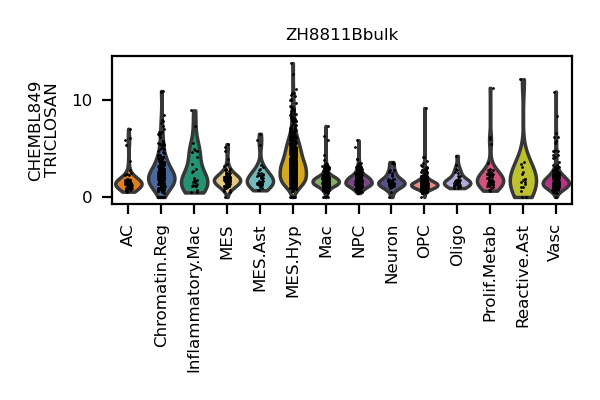 ZH8811Bbulk
CHEMBL849
TRICLOSAN
10
0
AC
Chromatin.Reg
Inflammatory.Mac
MES
MES.Ast
MES.Hyp
Mac
NPC
Neuron
OPC
Oligo
Prolif.Metab
Reactive.Ast
Vasc